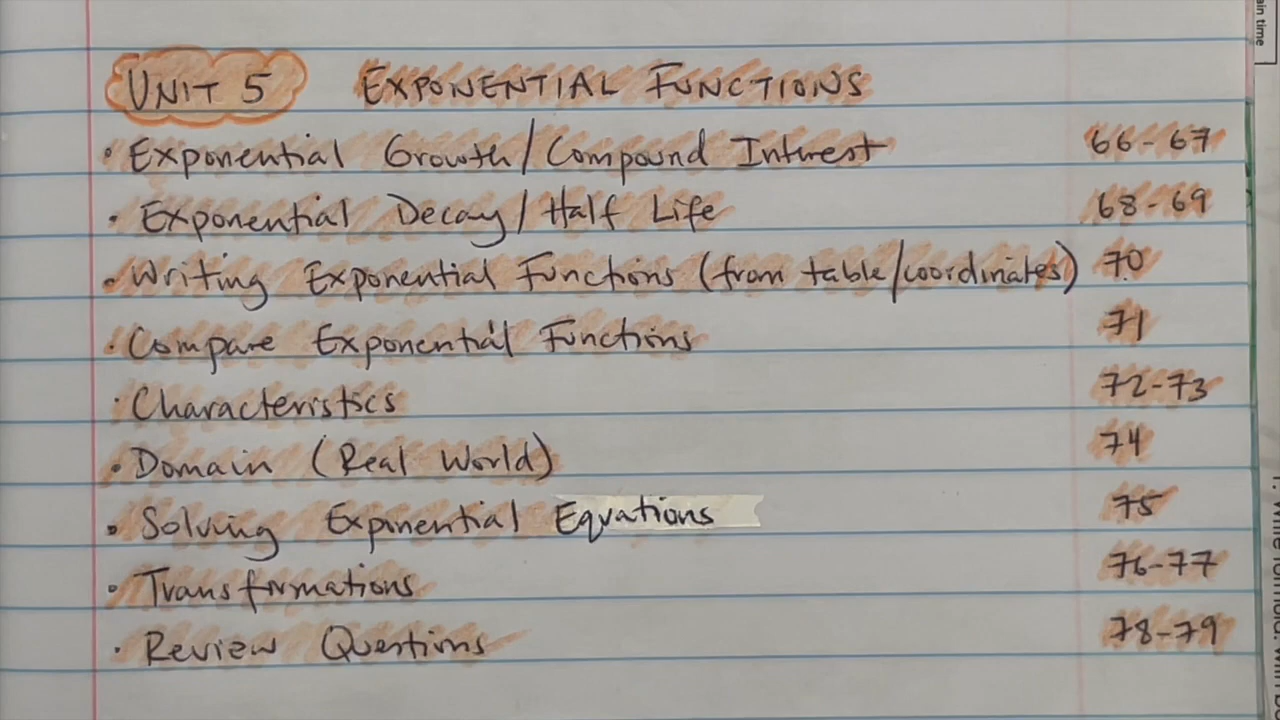 UNIT 5 EXPONENTIAL FUNCTIONS
• Exponential Growth/Compound Interest 66-67
• Exponential Decay/Half Life 68-69
• Writing Exponential Functions (from table/coordinates) 70
• Compare Exponential Functions 71
• Characteristics 72-73
• Domain (Real World) 74
• Solving Exponential Equations 75
• Transformations 76-77
• Review Questions 78-79